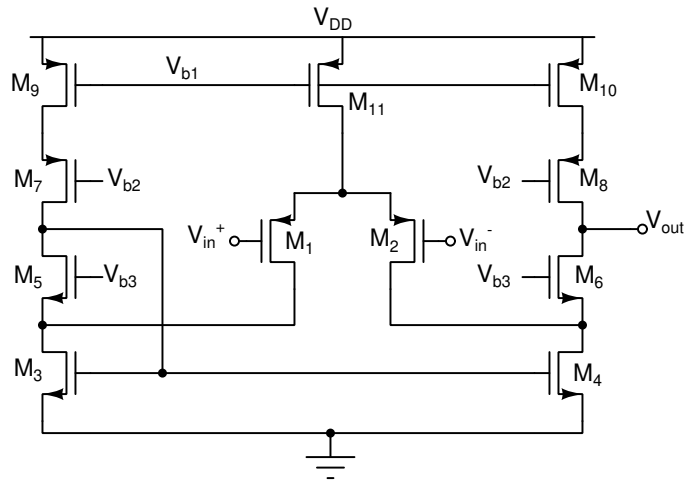 V_DD
M_9
V_b1
M_11
M_10
M_7
V_b2
V_b2
M_8
V_in^+
M_1
M_2
V_in^-
V_out
M_5
V_b3
V_b3
M_6
M_3
M_4